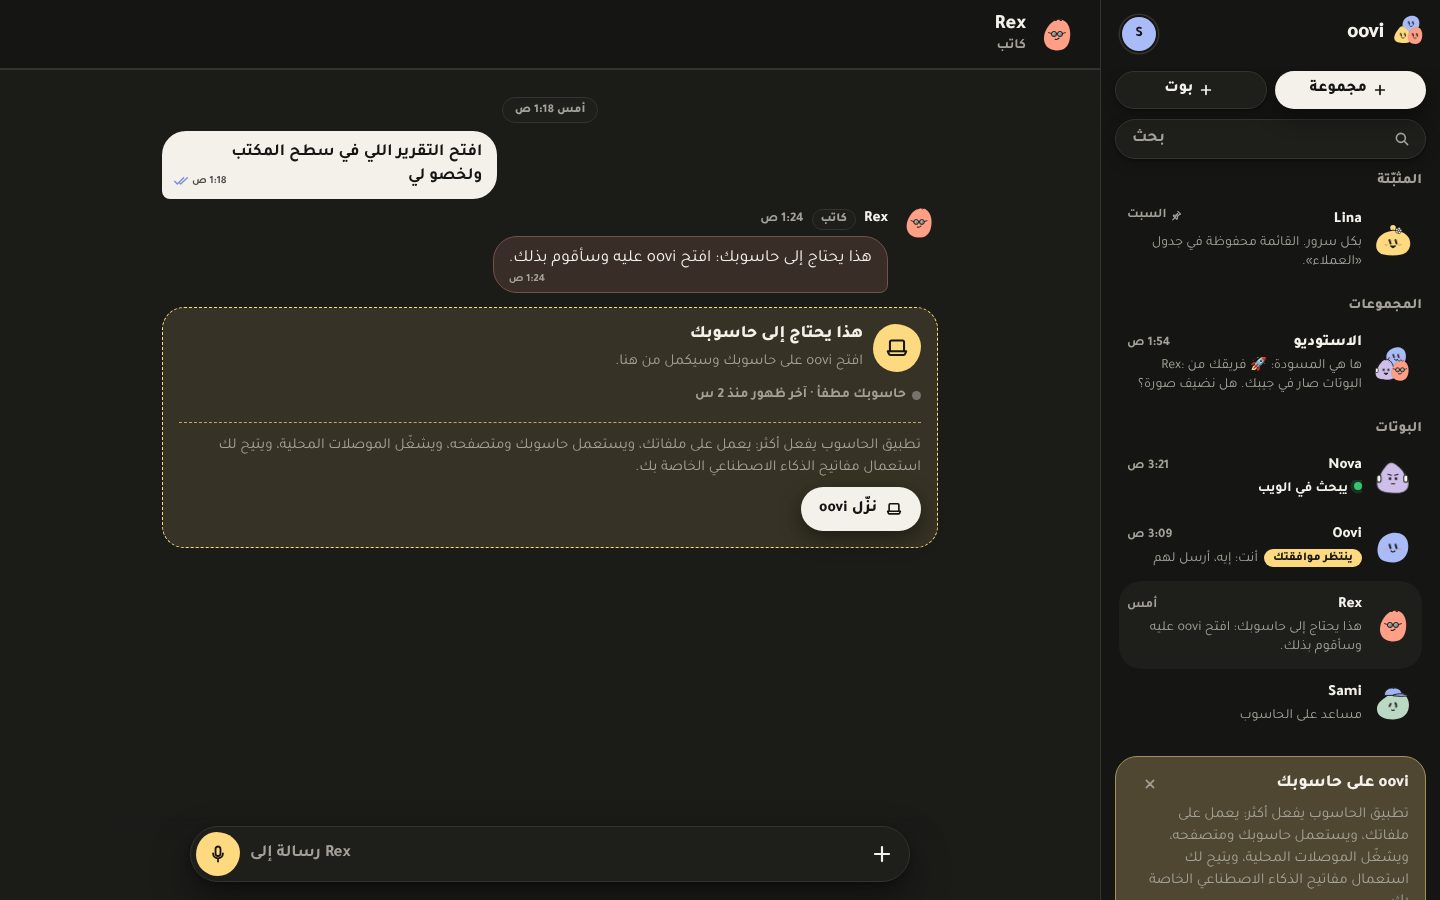 oovi
S
+ مجموعة
+ بوت
بحث
المثبّتة
Lina
السبت
بكل سرور. القائمة محفوظة في جدول
«العملاء».
المجموعات
الاستوديو
1:54 ص
Rex: ها هي المسودة: 🚀 فريقك من
البوتات صار في جيبك. هل نضيف صورة؟
البوتات
Nova
3:21 ص
يبحث في الويب
Oovi
3:09 ص
ينتظر موافقتك
أنت: إيه، أرسل لهم
Rex
أمس
هذا يحتاج إلى حاسوبك: افتح oovi عليه
وسأقوم بذلك.
Sami
مساعد على الحاسوب
oovi على حاسوبك
تطبيق الحاسوب يفعل أكثر: يعمل على
ملفاتك، ويستعمل حاسوبك ومتصفحه،
ويشغّل الموصلات المحلية، ويتيح لك
استعمال مفاتيح الذكاء الاصطناعي الخاصة
Rex
كاتب
أمس 1:18 ص
افتح التقرير اللي في سطح المكتب
ولخصو لي
1:18 ص
Rex
كاتب
1:24 ص
هذا يحتاج إلى حاسوبك: افتح oovi عليه وسأقوم بذلك.
1:24 ص
هذا يحتاج إلى حاسوبك
افتح oovi على حاسوبك وسيكمل من هنا.
حاسوبك مطفأ · آخر ظهور منذ 2 س
تطبيق الحاسوب يفعل أكثر: يعمل على ملفاتك، ويستعمل حاسوبك ومتصفحه، ويشغّل الموصلات المحلية، ويتيح لك
استعمال مفاتيح الذكاء الاصطناعي الخاصة بك.
نزّل oovi
رسالة إلى Rex